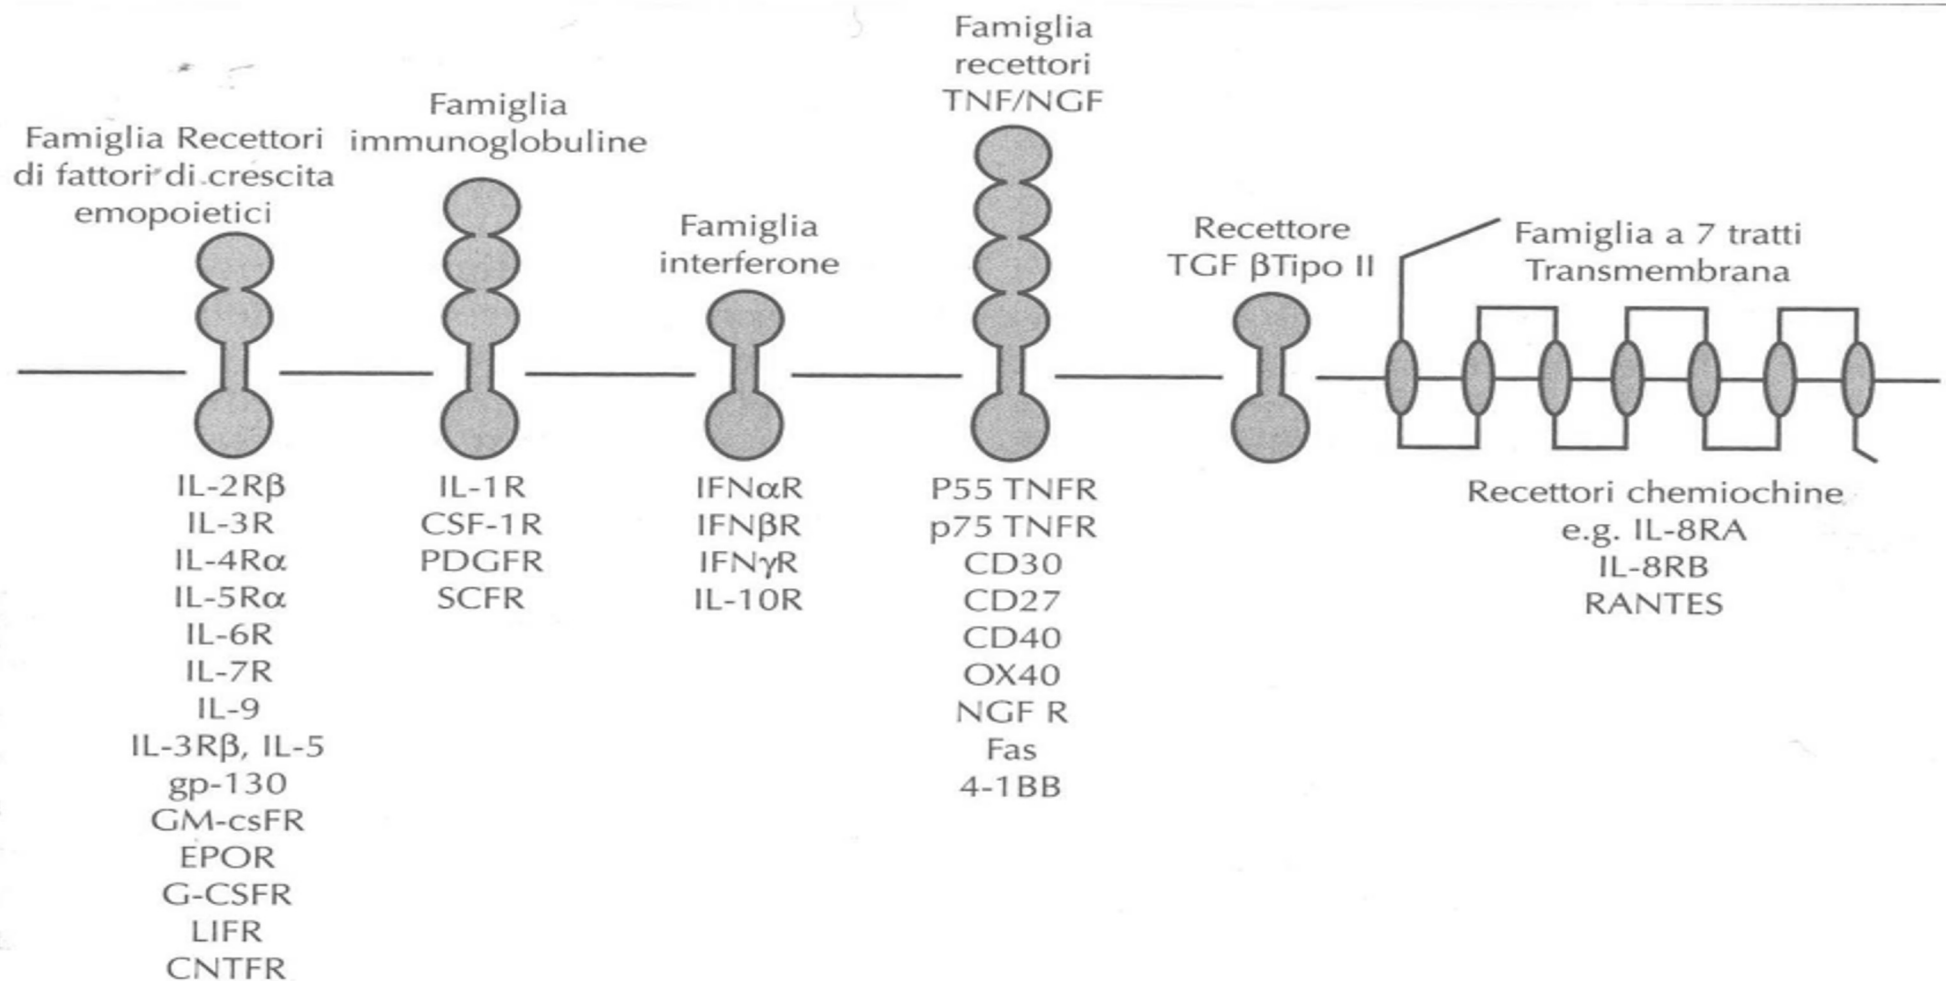 Famiglia Recettori
di fattori di crescita
emopoietici
IL-2Rβ
IL-3R
IL-4Rα
IL-5Rα
IL-6R
IL-7R
IL-9
IL-3Rβ, IL-5
gp-130
GM-csFR
EPOR
G-CSFR
LIFR
CNTFR
Famiglia
immunoglobuline
IL-1R
CSF-1R
PDGFR
SCFR
Famiglia
interferone
IFNαR
IFNβR
IFNγR
IL-10R
Famiglia
recettori
TNF/NGF
P55 TNFR
p75 TNFR
CD30
CD27
CD40
OX40
NGF R
Fas
4-1BB
Recettore
TGF βTipo II
Famiglia a 7 tratti
Transmembrana
Recettori chemiochine
e.g. IL-8RA
IL-8RB
RANTES